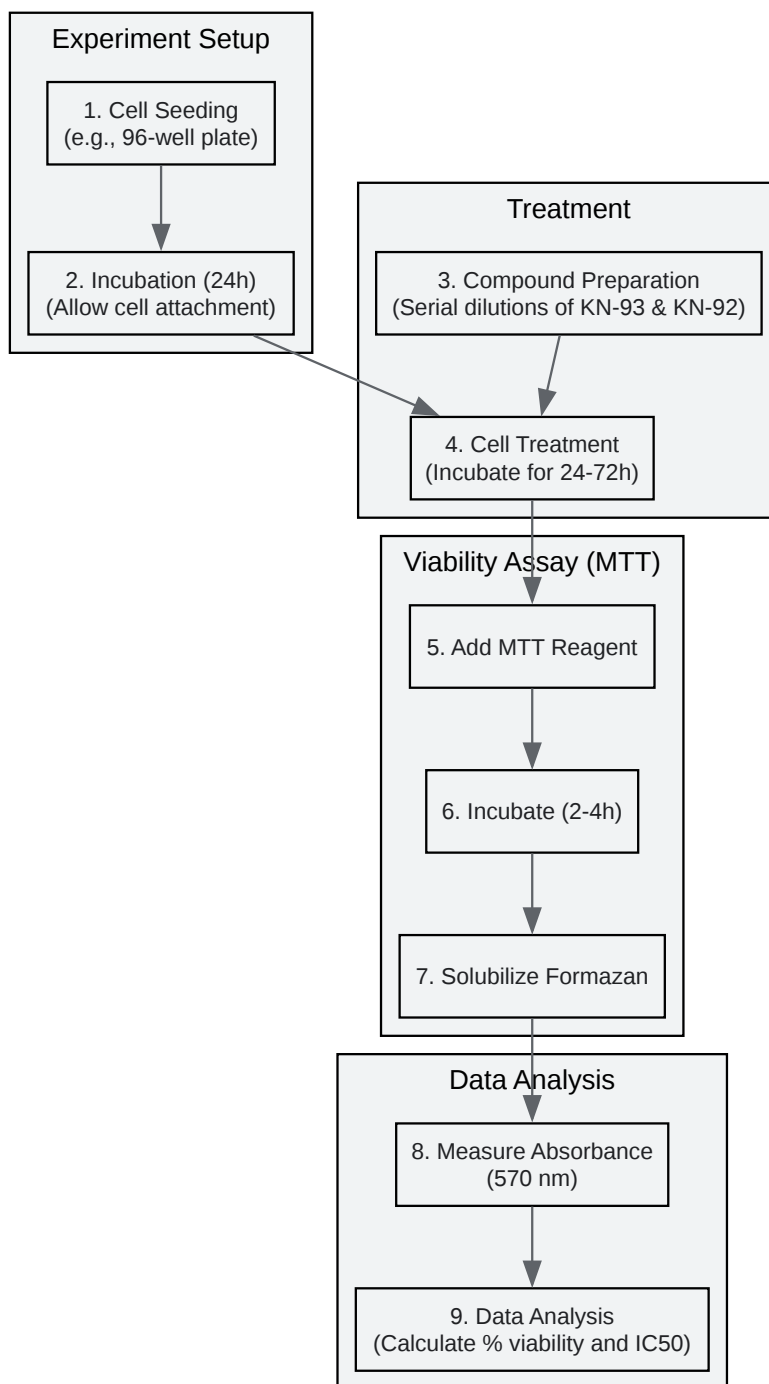 Experiment Setup
1. Cell Seeding
(e.g., 96-well plate)
2. Incubation (24h)
(Allow cell attachment)
Treatment
3. Compound Preparation
(Serial dilutions of KN-93 & KN-92)
4. Cell Treatment
(Incubate for 24-72h)
Viability Assay (MTT)
5. Add MTT Reagent
6. Incubate (2-4h)
7. Solubilize Formazan
Data Analysis
8. Measure Absorbance
(570 nm)
9. Data Analysis
(Calculate % viability and IC50)